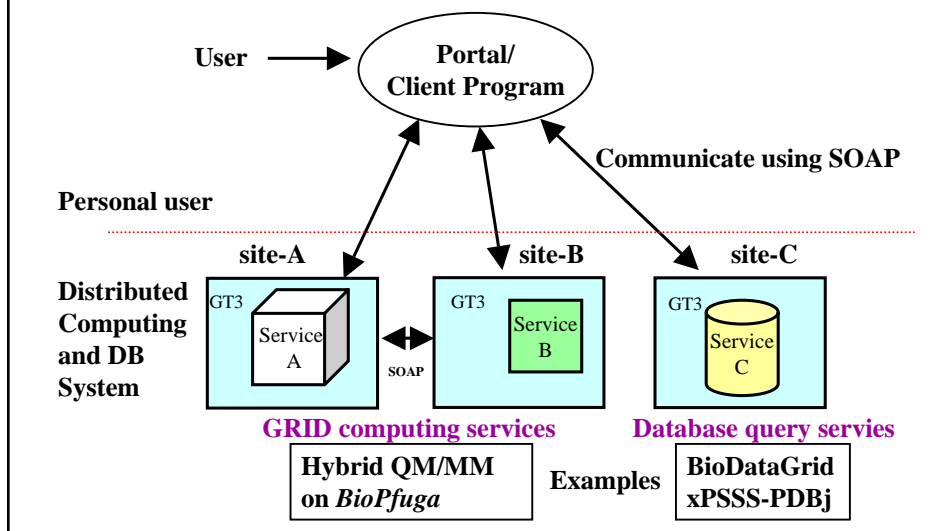 User
Portal/
Client Program
Communicate using SOAP
Personal user
site-A
site-B
site-C
Distributed
Computing
and DB
System
GT3
Service
A
SOAP
GT3
Service
B
GT3
Service
C
GRID computing services
Database query servies
Hybrid QM/MM
on BioPfuga
Examples
BioDataGrid
xPSSS-PDBj